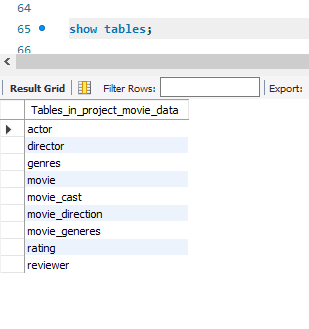 64
65 show tables;
66
Result Grid Filter Rows: Export:
Tables_in_project_movie_data
actor
director
genres
movie
movie_cast
movie_direction
movie_generes
rating
reviewer